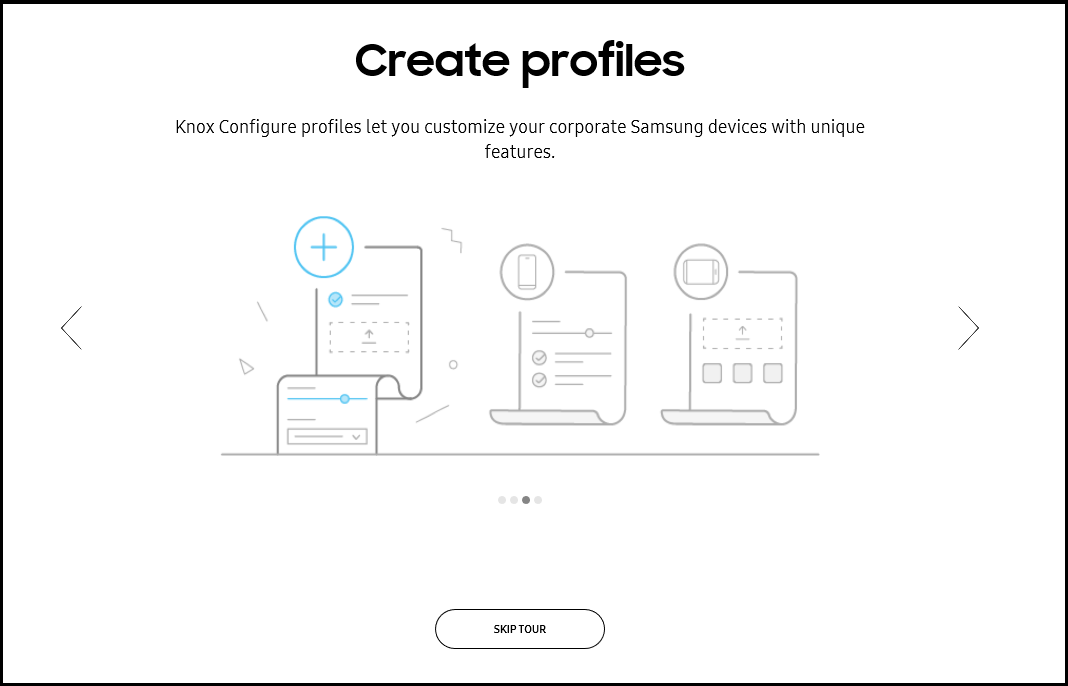 Create profiles
Knox Configure profiles let you customize your corporate Samsung devices with unique
features.
SKIP TOUR